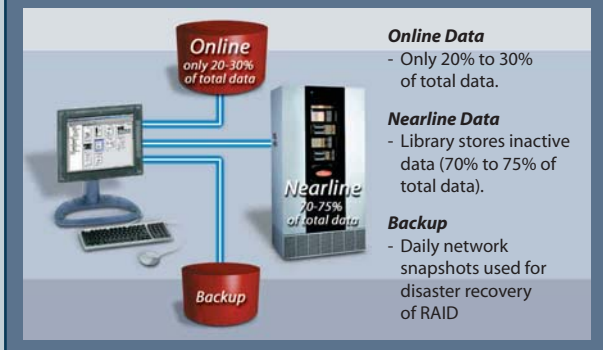 Online
only 20-30%
of total data
Nearline
70-75%
of total data
Backup
Online Data
- Only 20% to 30%
of total data.
Nearline Data
- Library stores inactive
data (70% to 75% of
total data).
Backup
- Daily network
snapshots used for
disaster recovery
of RAID